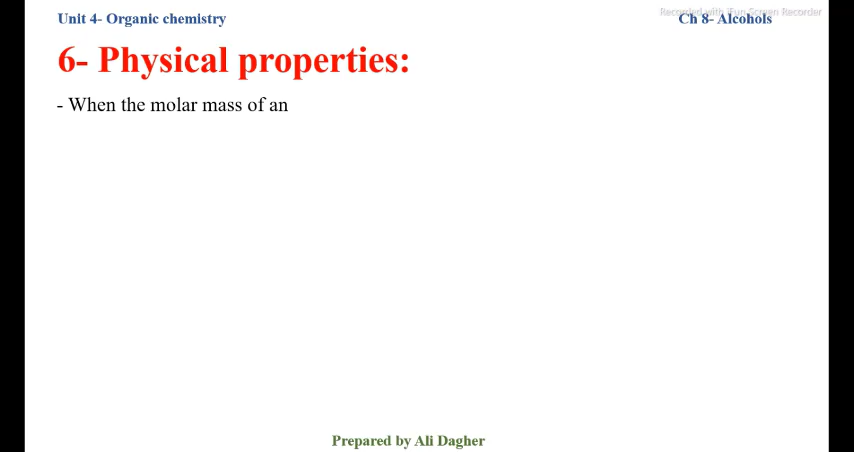 Recorded with iFun Screen Recorder
Unit 4- Organic chemistry
Ch 8- Alcohols
6- Physical properties:
- When the molar mass of an
Prepared by Ali Dagher